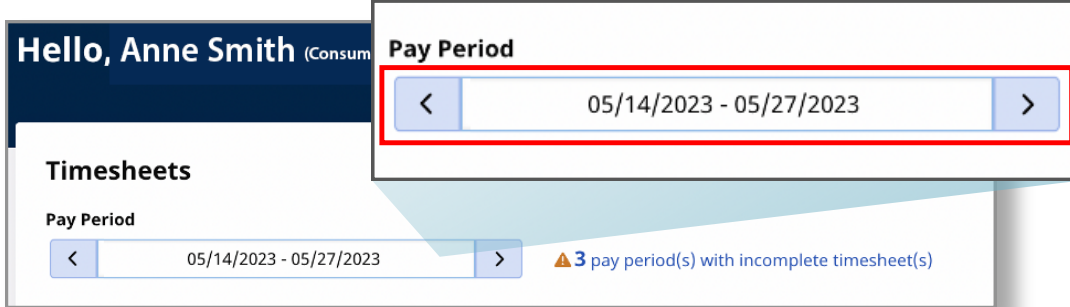 Hello, Anne Smith (Consum
Timesheets
Pay Period
05/14/2023 - 05/27/2023
3 pay period(s) with incomplete timesheet(s)
Pay Period
05/14/2023 - 05/27/2023